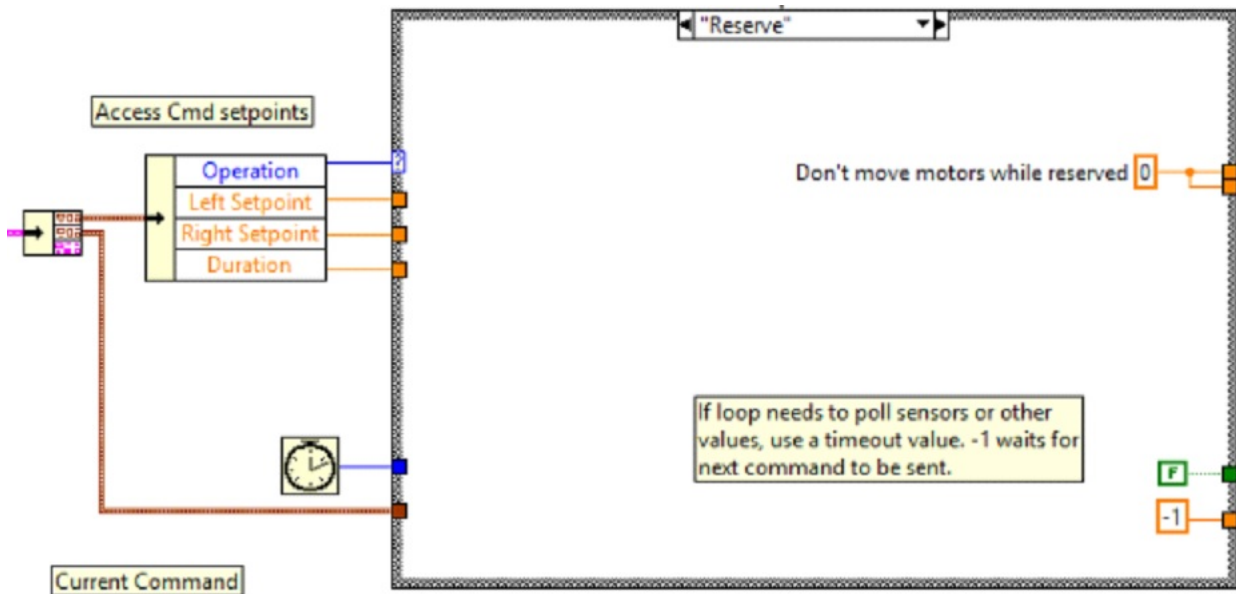 "Reserve"
Access Cmd setpoints
Operation
Left Setpoint
Right Setpoint
Duration
Don't move motors while reserved 0
If loop needs to poll sensors or other
values, use a timeout value. -1 waits for
next command to be sent.
?
F
-1
Current Command